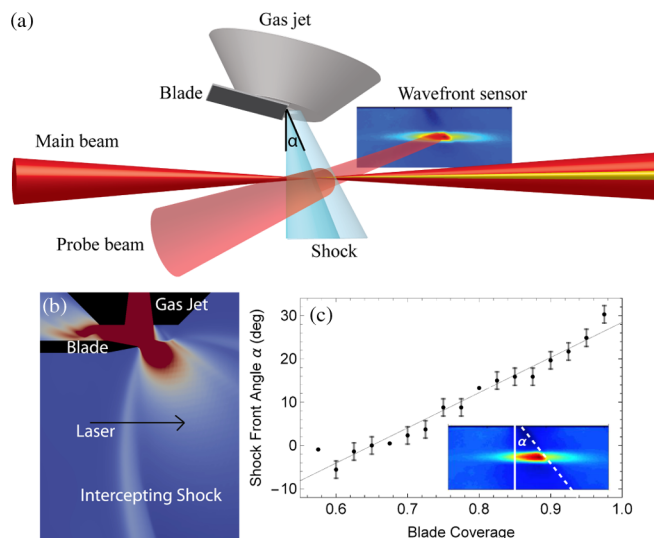 (a)
Gas jet
Blade
Wavefront sensor
α
Main beam
Probe beam
Shock
(b)
Gas Jet
Blade
Laser
Intercepting Shock
(c)
Shock Front Angle α (deg)
30
20
10
0
−10
α
0.6 0.7 0.8 0.9 1.0
Blade Coverage